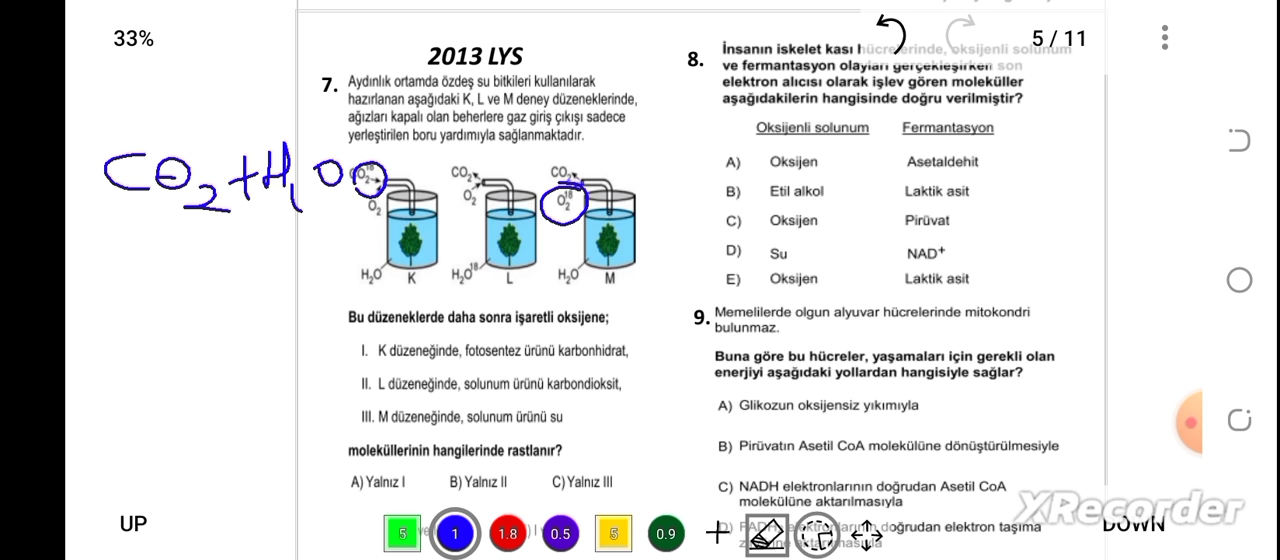 33%
5 / 11
2013 LYS
7. Aydınlık ortamda özdeş su bitkileri kullanılarak
hazırlanan aşağıdaki K, L ve M deney düzeneklerinde,
ağızları kapalı olan beherlere gaz giriş çıkışı sadece
yerleştirilen boru yardımıyla sağlanmaktadır.
CO2 + H2O
O2
H2O K
CO2
O2
H2O18 L
CO2
O2 18
H2O M
Bu düzeneklerde daha sonra işaretli oksijene;
I. K düzeneğinde, fotosentez ürünü karbonhidrat,
II. L düzeneğinde, solunum ürünü karbondioksit,
III. M düzeneğinde, solunum ürünü su
moleküllerinin hangilerinde rastlanır?
A) Yalnız I B) Yalnız II C) Yalnız III
8. İnsanın iskelet kası hücrelerinde, oksijenli solunum
ve fermantasyon olayları gerçekleşirken son
elektron alıcısı olarak işlev gören moleküller
aşağıdakilerin hangisinde doğru verilmiştir?
Oksijenli solunum Fermantasyon
A) Oksijen Asetaldehit
B) Etil alkol Laktik asit
C) Oksijen Pirüvat
D) Su NAD+
E) Oksijen Laktik asit
9. Memelilerde olgun alyuvar hücrelerinde mitokondri
bulunmaz.
Buna göre bu hücreler, yaşamaları için gerekli olan
enerjiyi aşağıdaki yollardan hangisiyle sağlar?
A) Glikozun oksijensiz yıkımıyla
B) Pirüvatın Asetil CoA molekülüne dönüştürülmesiyle
C) NADH elektronlarının doğrudan Asetil CoA
molekülüne aktarılmasıyla
D) FADH elektronlarının doğrudan elektron taşıma
UP
5 1 1.8 0.5 5 0.9
DOWN
XRecorder